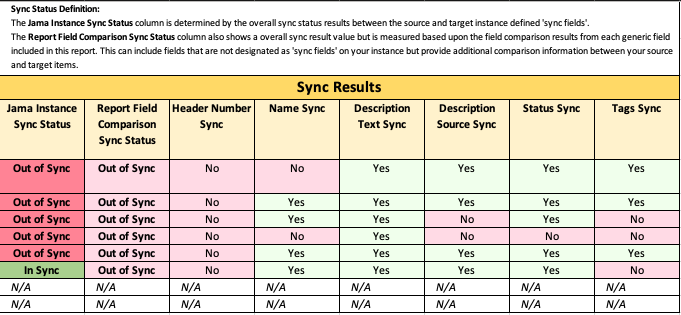 Sync Status Definition:
The Jama Instance Sync Status column is determined by the overall sync status results between the source and target instance defined 'sync fields'.
The Report Field Comparison Sync Status column also shows a overall sync result value but is measured based upon the field comparison results from each generic field
included in this report. This can include fields that are not designated as 'sync fields' on your instance but provide additional comparison information between your source
and target items.
Sync Results
Jama Instance Sync Status Report Field Comparison Sync Status Header Number Sync Name Sync Description Text Sync Description Source Sync Status Sync Tags Sync
Out of Sync Out of Sync No No Yes Yes Yes Yes
Out of Sync Out of Sync No Yes Yes Yes Yes Yes
Out of Sync Out of Sync No Yes Yes No Yes No
Out of Sync Out of Sync No No Yes No No No
Out of Sync Out of Sync No Yes Yes Yes Yes Yes
In Sync Out of Sync No Yes Yes Yes Yes No
N/A N/A N/A N/A N/A N/A N/A N/A
N/A N/A N/A N/A N/A N/A N/A N/A